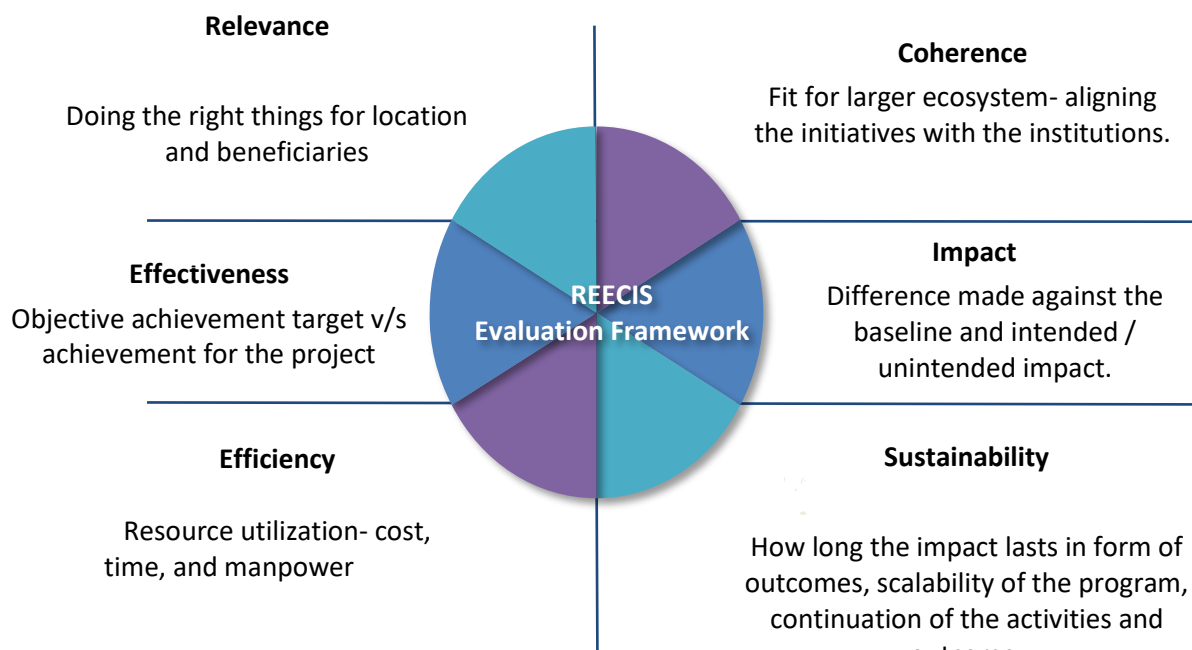 Relevance
Doing the right things for location
and beneficiaries
Coherence
Fit for larger ecosystem- aligning
the initiatives with the institutions.
Effectiveness
Objective achievement target v/s
achievement for the project
REECIS
Evaluation Framework
Impact
Difference made against the
baseline and intended /
unintended impact.
Efficiency
Resource utilization- cost,
time, and manpower
Sustainability
How long the impact lasts in form of
outcomes, scalability of the program,
continuation of the activities and